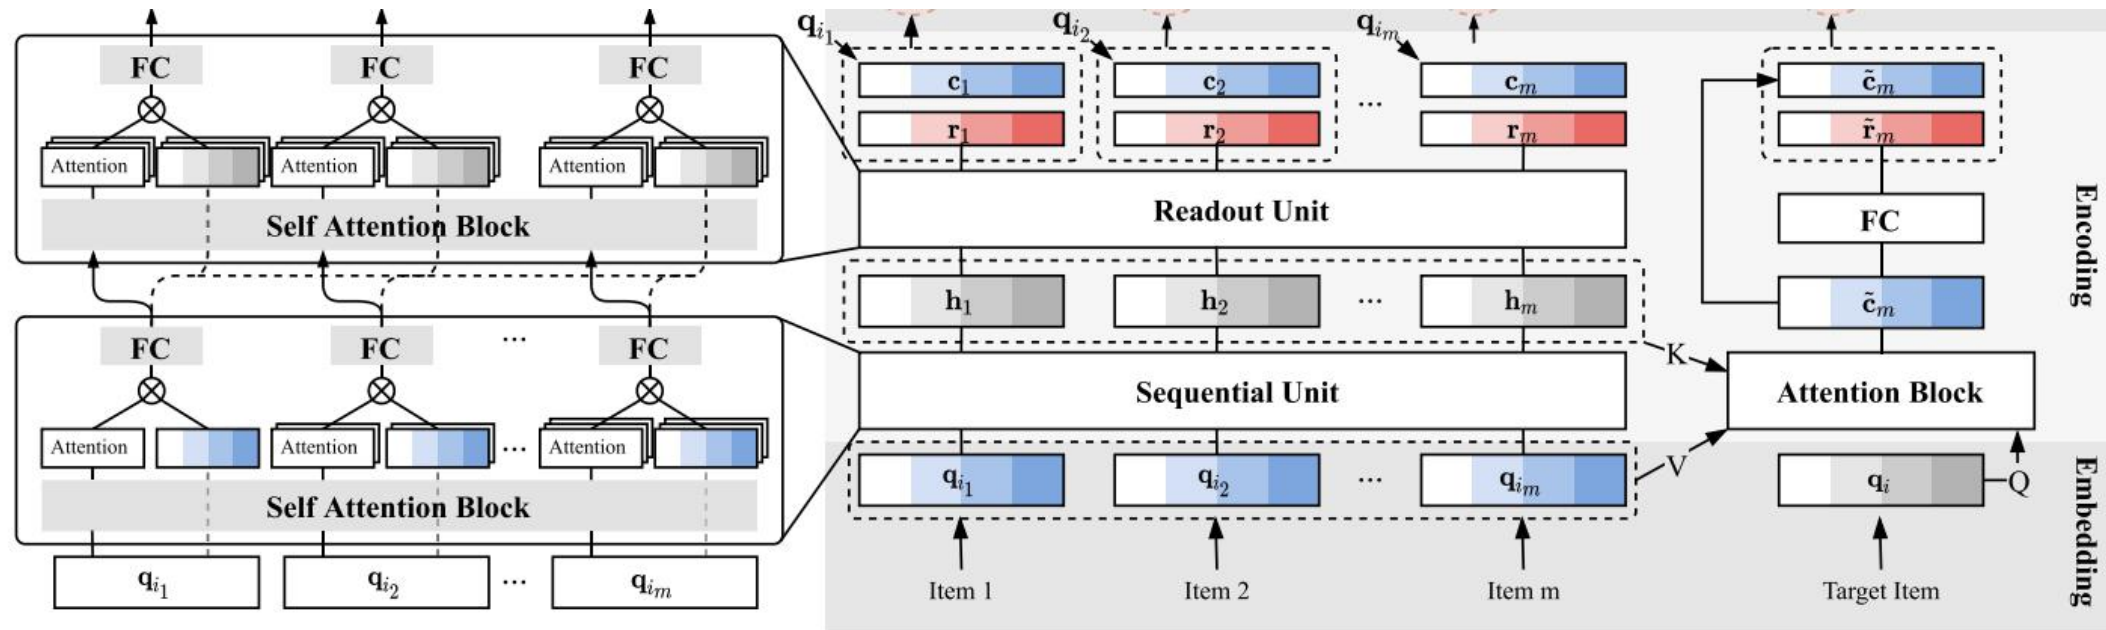 FC FC FC
Attention Attention Attention
Self Attention Block
FC FC ... FC
Attention Attention ... Attention
Self Attention Block
q_{i_1} q_{i_2} ... q_{i_m}
q_{i_1} q_{i_2} q_{i_m}
c_1 c_2 ... c_m
r_1 r_2 r_m
Readout Unit
h_1 h_2 ... h_m
Sequential Unit
q_{i_1} q_{i_2} ... q_{i_m}
Item 1 Item 2 Item m
c̃_m
r̃_m
FC
c̃_m
K
Attention Block
V
q_i Q
Target Item
Encoding
Embedding